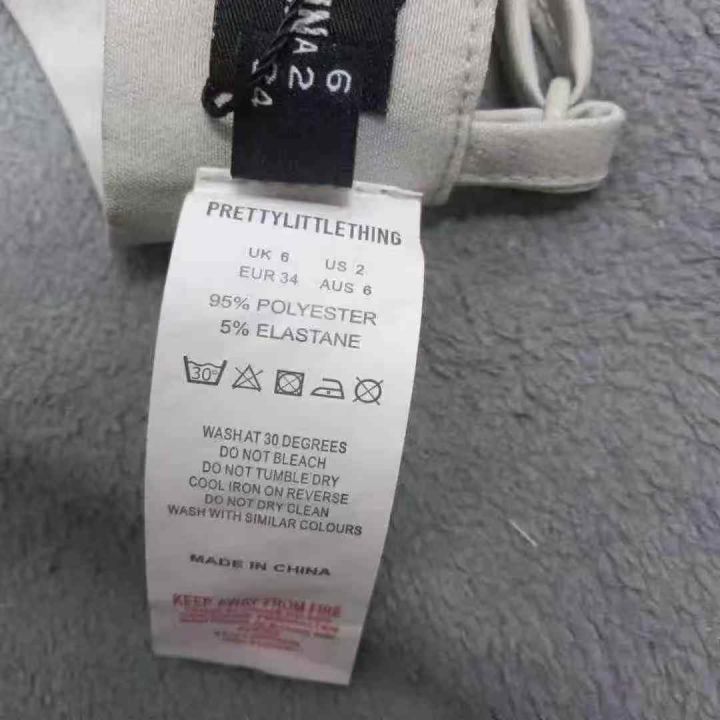 6
A 2
PRETTYLITTLETHING
UK 6 US 2
EUR 34 AUS 6
95% POLYESTER
5% ELASTANE
30°
WASH AT 30 DEGREES
DO NOT BLEACH
DO NOT TUMBLE DRY
COOL IRON ON REVERSE
DO NOT DRY CLEAN
WASH WITH SIMILAR COLOURS
MADE IN CHINA
KEEP AWAY FROM FIRE